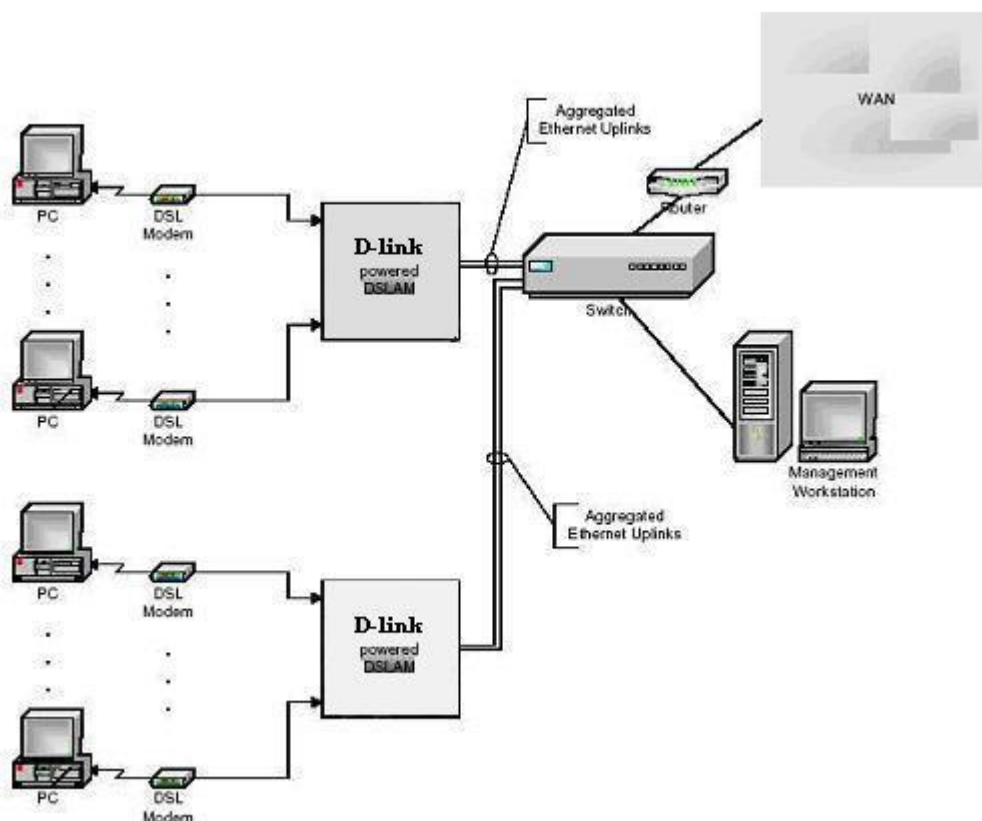 WAN
Aggregated
Ethernet Uplinks
Router
PC
DSL
Modem
D-link
powered
DSLAM
Switch
PC
DSL
Modem
Management
Workstation
Aggregated
Ethernet Uplinks
PC
DSL
Modem
D-link
powered
DSLAM
PC
DSL
Modem